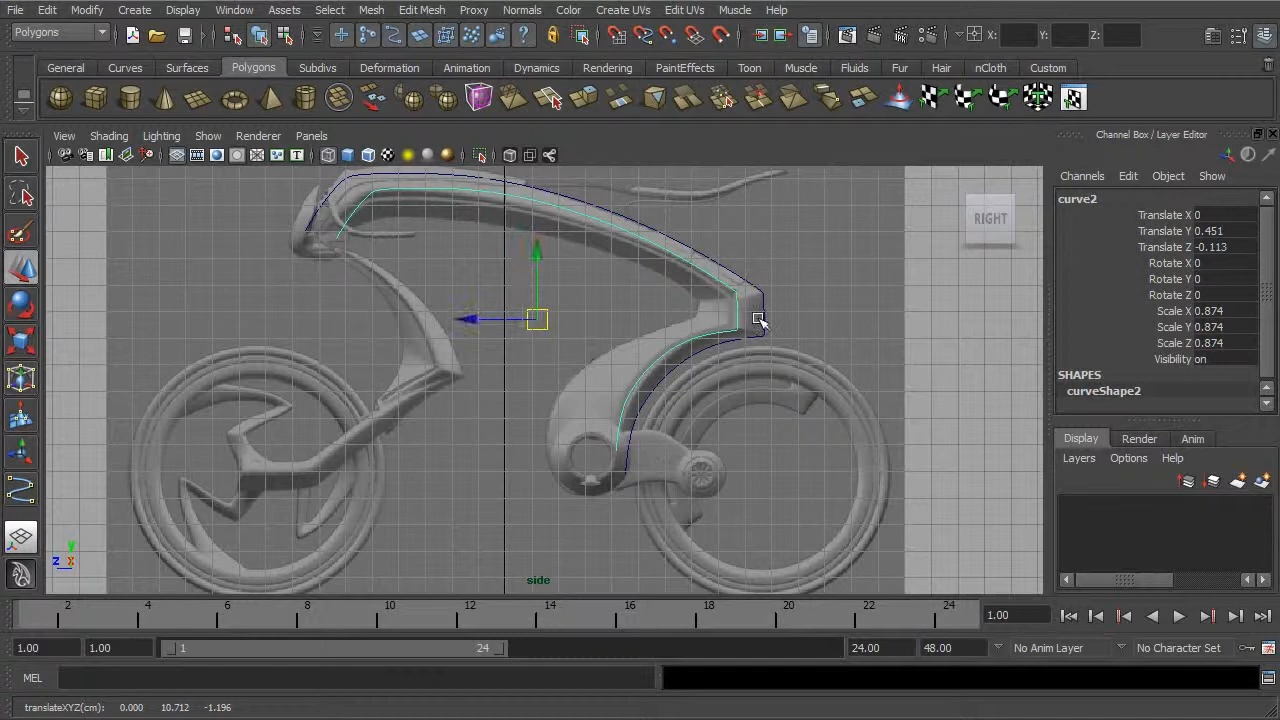 File Edit Modify Create Display Window Assets Select Mesh Edit Mesh Proxy Normals Color Create UVs Edit UVs Muscle Help
Polygons X: Y: Z:
General Curves Surfaces Polygons Subdivs Deformation Animation Dynamics Rendering PaintEffects Toon Muscle Fluids Fur Hair nCloth Custom
View Shading Lighting Show Renderer Panels
Channel Box / Layer Editor
Channels Edit Object Show
curve2
Translate X 0
Translate Y 0.451
Translate Z -0.113
Rotate X 0
Rotate Y 0
Rotate Z 0
Scale X 0.874
Scale Y 0.874
Scale Z 0.874
Visibility on
SHAPES
curveShape2
RIGHT
Display Render Anim
Layers Options Help
y
z x
side
2 4 6 8 10 12 14 16 18 20 22 24 1.00
1.00 1.00 1 24 24.00 48.00 No Anim Layer No Character Set
MEL
translateXYZ(cm): 0.000 10.712 -1.196